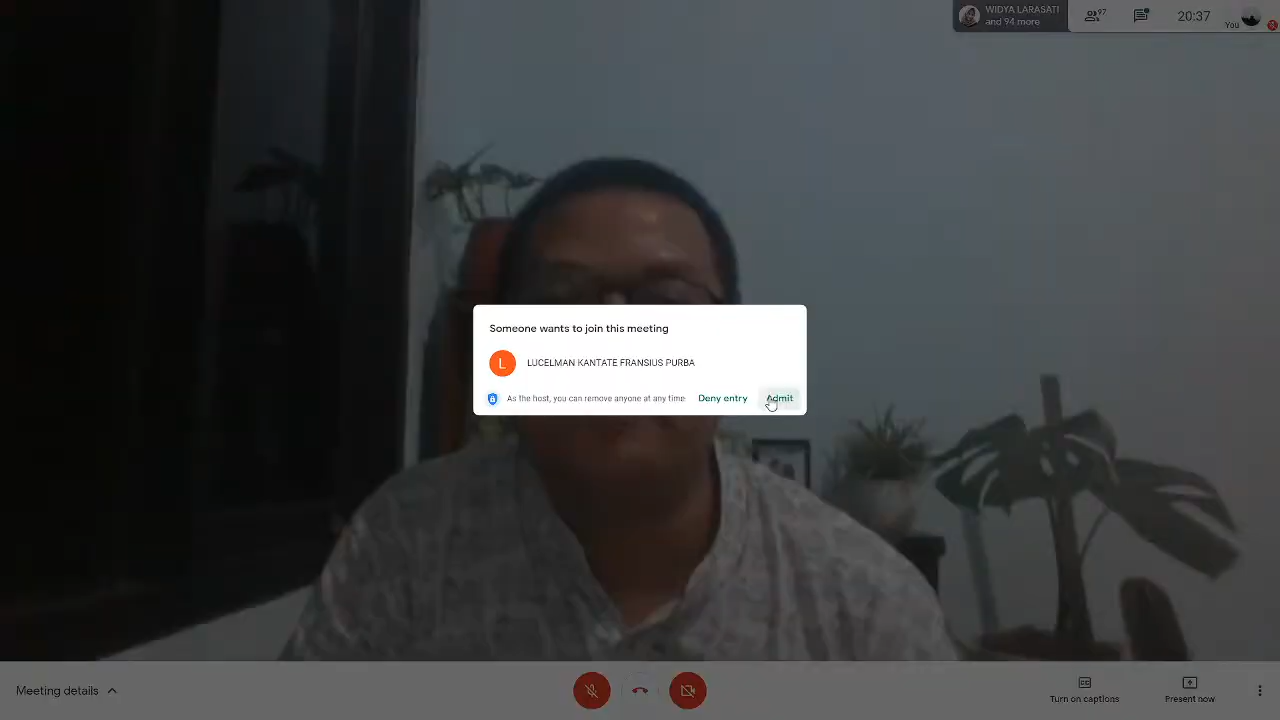 WIDYA LARASATI
and 94 more
97
20:37
You
Someone wants to join this meeting
L
LUCELMAN KANTATE FRANSIUS PURBA
As the host, you can remove anyone at any time
Deny entry
Admit
Meeting details
Turn on captions
Present now